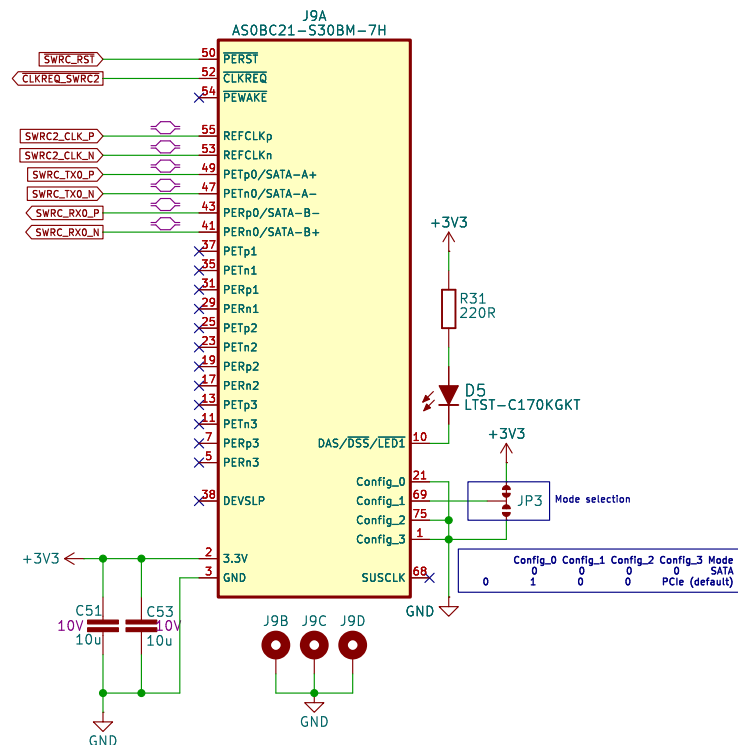 J9A
AS0BC21-S30BM-7H
SWRC_RST
50
PERST
CLKREQ_SWRC2
52
CLKREQ
54
PEWAKE
SWRC2_CLK_P
55
REFCLKp
SWRC2_CLK_N
53
REFCLKn
SWRC_TX0_P
49
PETp0/SATA-A+
SWRC_TX0_N
47
PETn0/SATA-A-
SWRC_RX0_P
43
PERp0/SATA-B-
SWRC_RX0_N
41
PERn0/SATA-B+
37
PETp1
35
PETn1
31
PERp1
29
PERn1
25
PETp2
23
PETn2
19
PERp2
17
PERn2
13
PETp3
11
PETn3
7
PERp3
5
PERn3
38
DEVSLP
+3V3
2
3.3V
3
GND
+3V3
R31
220R
D5
LTST-C170KGKT
DAS/DSS/LED1
10
+3V3
Config_0
21
Config_1
69
JP3
Mode selection
Config_2
75
Config_3
1
SUSCLK
68
GND
Config_0 Config_1 Config_2 Config_3 Mode
0 0 0 SATA
0 1 0 0 PCIe (default)
C51
10V
10u
C53
10V
10u
GND
J9B
J9C
J9D
GND